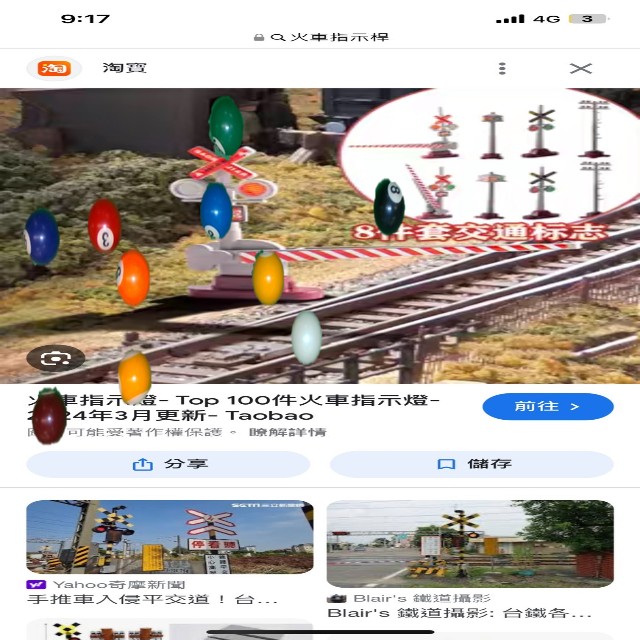 9:17
4G 3
火車指示桿
淘 淘寶
8件套交通标志
8
3
火車指示燈- Top 100件火車指示燈-
24年3月更新- Taobao
可能受著作權保護。 瞭解詳情
前往 >
分享
儲存
停看聽
Yahoo奇摩新聞
手推車入侵平交道！台...
Blair's 鐵道攝影
Blair's 鐵道攝影: 台鐵各...